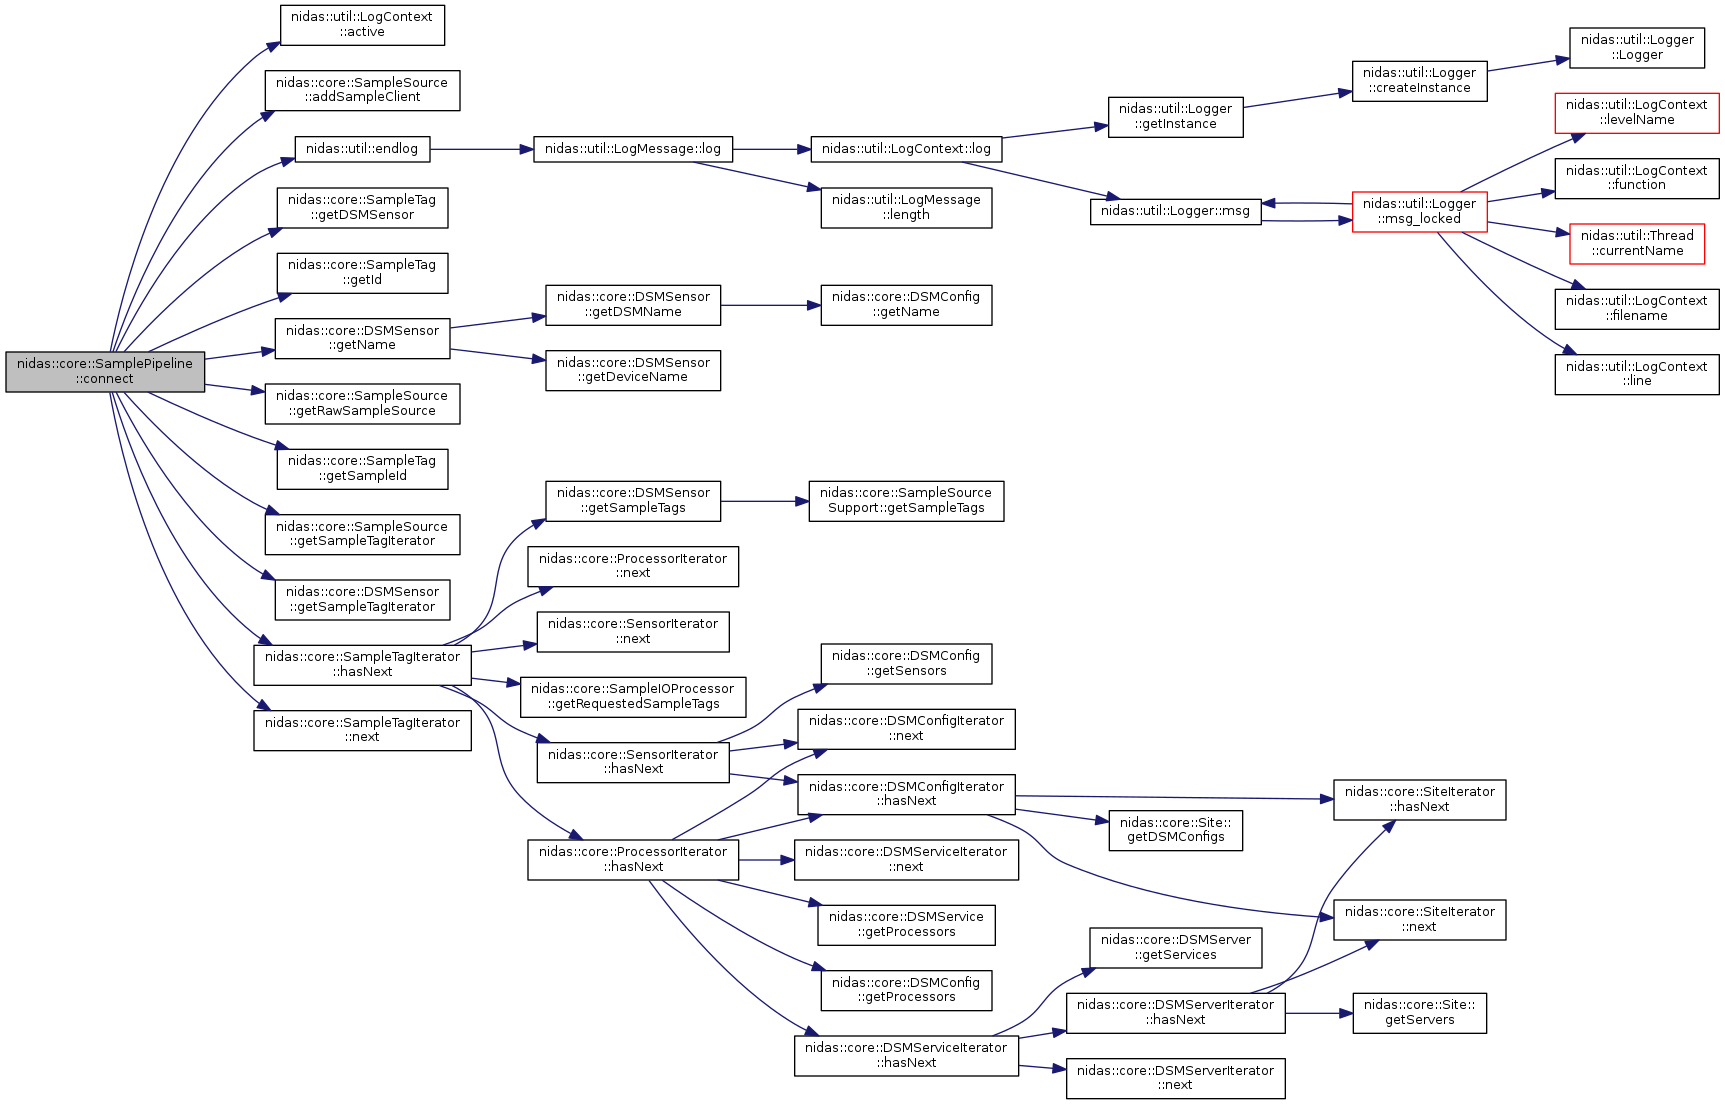 nidas::core::SamplePipeline
::connect
nidas::util::LogContext
::active
nidas::core::SampleSource
::addSampleClient
nidas::util::endlog
nidas::core::SampleTag
::getDSMSensor
nidas::core::SampleTag
::getId
nidas::core::DSMSensor
::getName
nidas::core::SampleSource
::getRawSampleSource
nidas::core::SampleTag
::getSampleId
nidas::core::SampleSource
::getSampleTagIterator
nidas::core::DSMSensor
::getSampleTagIterator
nidas::core::SampleTagIterator
::hasNext
nidas::core::SampleTagIterator
::next
nidas::util::LogMessage::log
nidas::core::DSMSensor
::getDSMName
nidas::core::DSMSensor
::getDeviceName
nidas::core::DSMSensor
::getSampleTags
nidas::core::ProcessorIterator
::next
nidas::core::SensorIterator
::next
nidas::core::SampleIOProcessor
::getRequestedSampleTags
nidas::core::SensorIterator
::hasNext
nidas::core::ProcessorIterator
::hasNext
nidas::util::LogContext::log
nidas::util::LogMessage
::length
nidas::core::DSMConfig
::getName
nidas::core::SampleSource
Support::getSampleTags
nidas::core::DSMConfig
::getSensors
nidas::core::DSMConfigIterator
::next
nidas::core::DSMConfigIterator
::hasNext
nidas::core::DSMServiceIterator
::next
nidas::core::DSMService
::getProcessors
nidas::core::DSMConfig
::getProcessors
nidas::core::DSMServiceIterator
::hasNext
nidas::util::Logger
::getInstance
nidas::util::Logger::msg
nidas::core::Site::
getDSMConfigs
nidas::core::DSMServer
::getServices
nidas::core::DSMServerIterator
::hasNext
nidas::core::DSMServerIterator
::next
nidas::util::Logger
::createInstance
nidas::util::Logger
::msg_locked
nidas::core::SiteIterator
::hasNext
nidas::core::SiteIterator
::next
nidas::core::Site::
getServers
nidas::util::Logger
::Logger
nidas::util::LogContext
::levelName
nidas::util::LogContext
::function
nidas::util::Thread
::currentName
nidas::util::LogContext
::filename
nidas::util::LogContext
::line